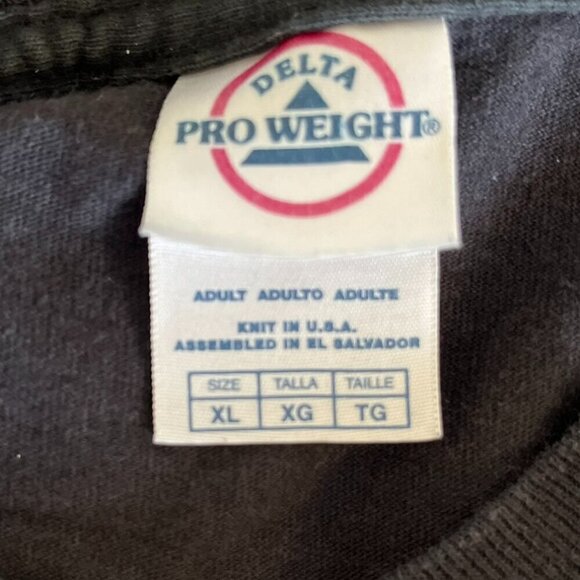 DELTA
PRO WEIGHT®
ADULT ADULTO ADULTE
KNIT IN U.S.A.
ASSEMBLED IN EL SALVADOR
SIZE TALLA TAILLE
XL XG TG